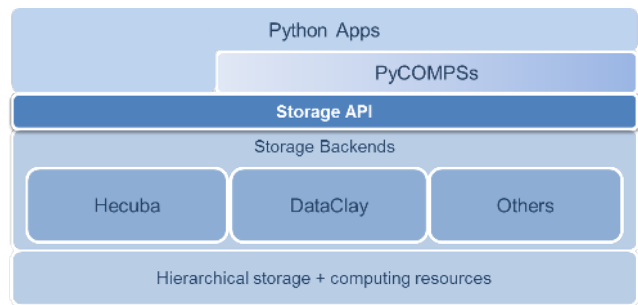 Python Apps
PyCOMPSs
Storage API
Storage Backends
Hecuba
DataClay
Others
Hierarchical storage + computing resources